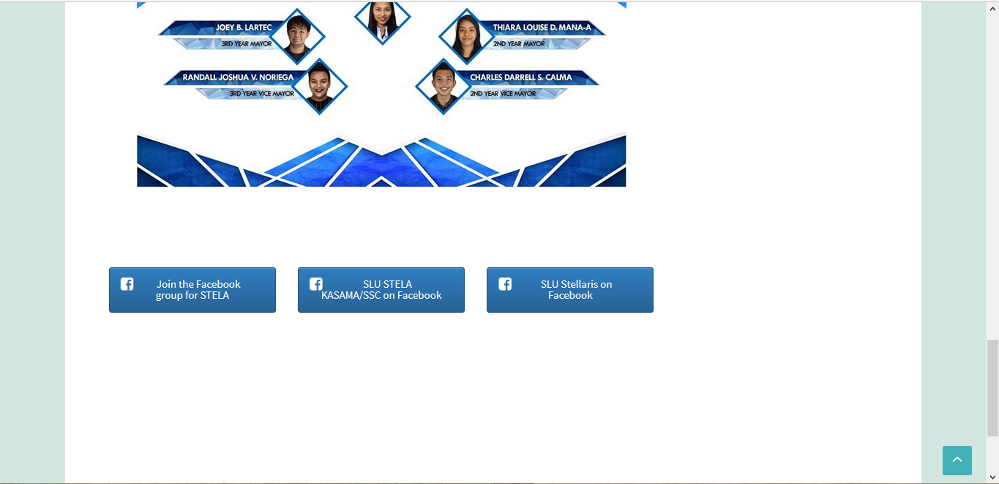 JOEY B. LARTEC
3RD YEAR MAYOR
THIARA LOUISE D. MANA-A
2ND YEAR MAYOR
RANDALL JOSHUA V. NORIEGA
3RD YEAR VICE MAYOR
CHARLES DARRELL S. CALMA
2ND YEAR VICE MAYOR
Join the Facebook
group for STELA
SLU STELA
KASAMA/SSC on Facebook
SLU Stellaris on
Facebook